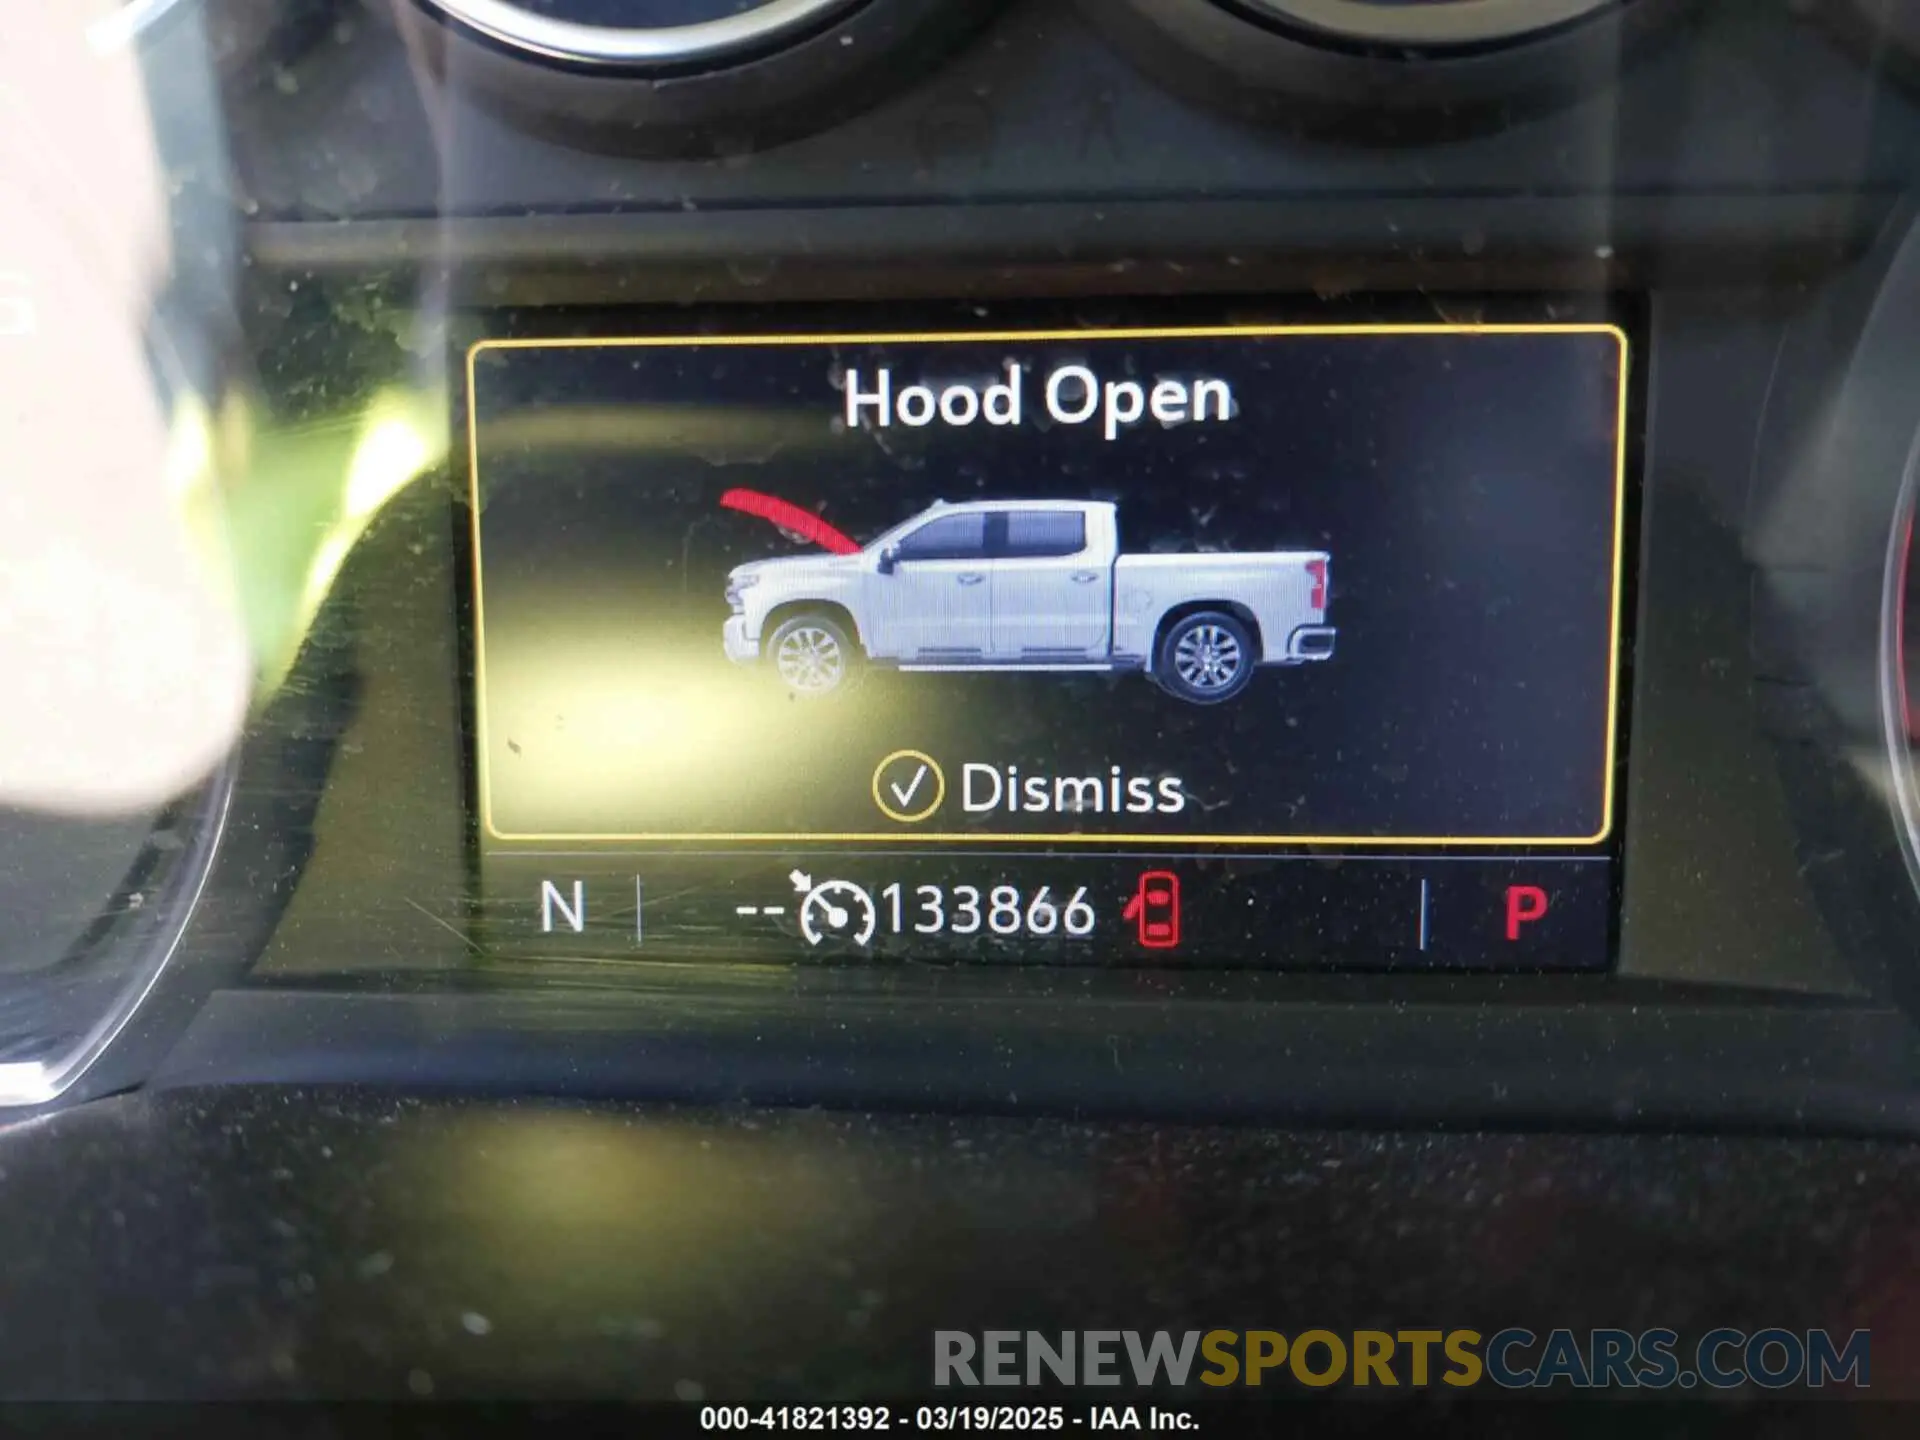 Hood Open
Dismiss
N -- 133866 P
RENEWSPORTSCARS.COM
000-41821392 - 03/19/2025 - IAA Inc.